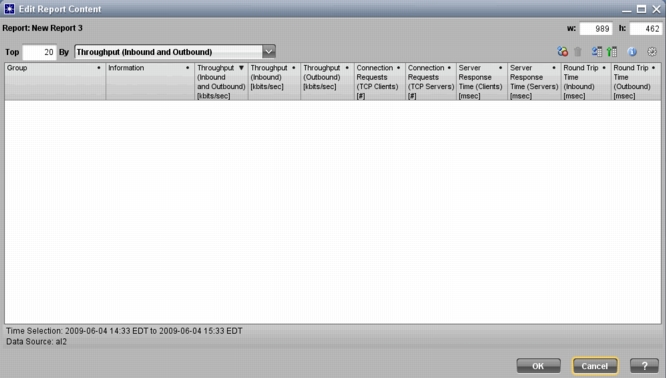 Edit Report Content
Report: New Report 3 w: 989 h: 462
Top 20 By Throughput (Inbound and Outbound)
Group
Information
Throughput
(Inbound
and Outbound)
[kbits/sec]
Throughput
(Inbound)
[kbits/sec]
Throughput
(Outbound)
[kbits/sec]
Connection
Requests
(TCP Clients)
[#]
Connection
Requests
(TCP Servers)
[#]
Server
Response
Time (Clients)
[msec]
Server
Response
Time (Servers)
[msec]
Round Trip
Time
(Inbound)
[msec]
Round Trip
Time
(Outbound)
[msec]
Time Selection: 2009-06-04 14:33 EDT to 2009-06-04 15:33 EDT
Data Source: al2
OK Cancel ?